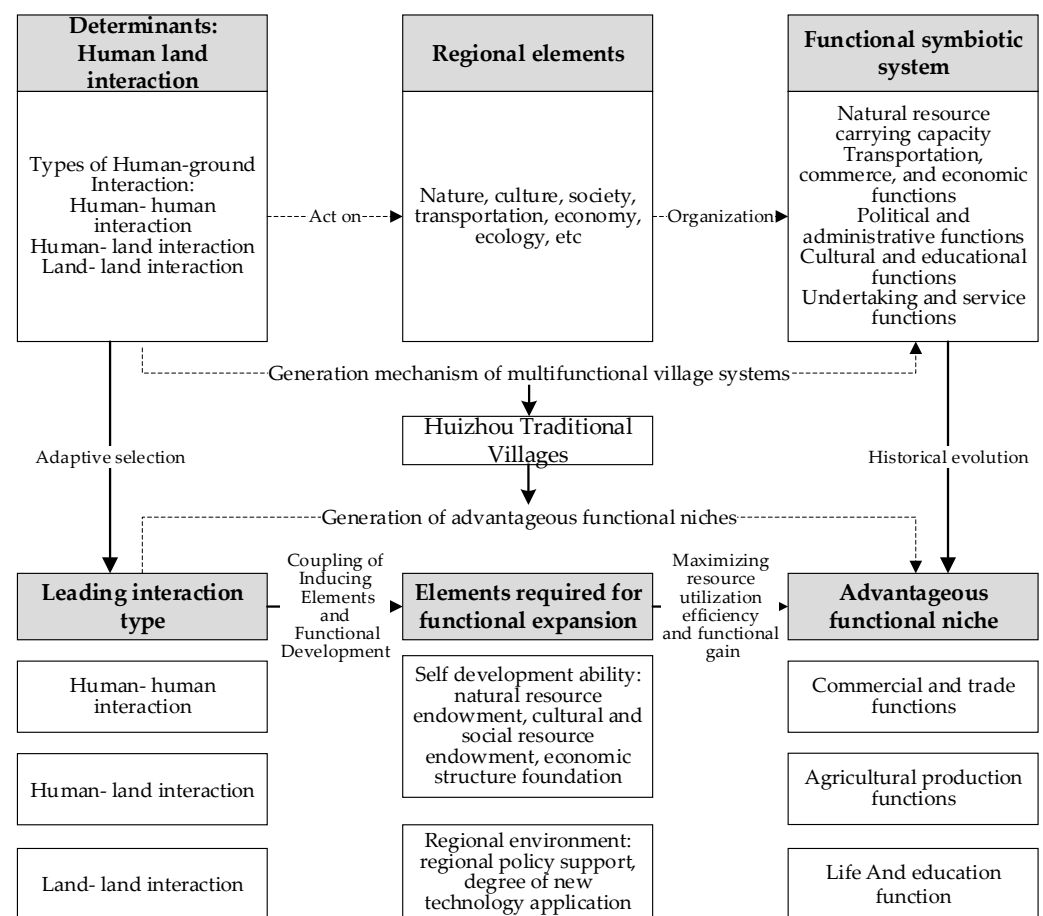 Determinants:
Human land
interaction
Regional elements
Functional symbiotic
system
Types of Human-ground
Interaction:
Human- human
interaction
Human- land interaction
Land- land interaction
Act on
Nature, culture, society,
transportation, economy,
ecology, etc
Organization
Natural resource
carrying capacity
Transportation,
commerce, and economic
functions
Political and
administrative functions
Cultural and educational
functions
Undertaking and service
functions
Generation mechanism of multifunctional village systems
Adaptive selection
Huizhou Traditional
Villages
Historical evolution
Generation of advantageous functional niches
Leading interaction
type
Coupling of
Inducing
Elements
and
Functional
Development
Elements required for
functional expansion
Maximizing
resource
utilization
efficiency
and functional
gain
Advantageous
functional niche
Human- human
interaction
Self development ability:
natural resource
endowment, cultural and
social resource
endowment, economic
structure foundation
Commercial and trade
functions
Human- land interaction
Agricultural production
functions
Land- land interaction
Regional environment:
regional policy support,
degree of new
technology application
Life And education
function